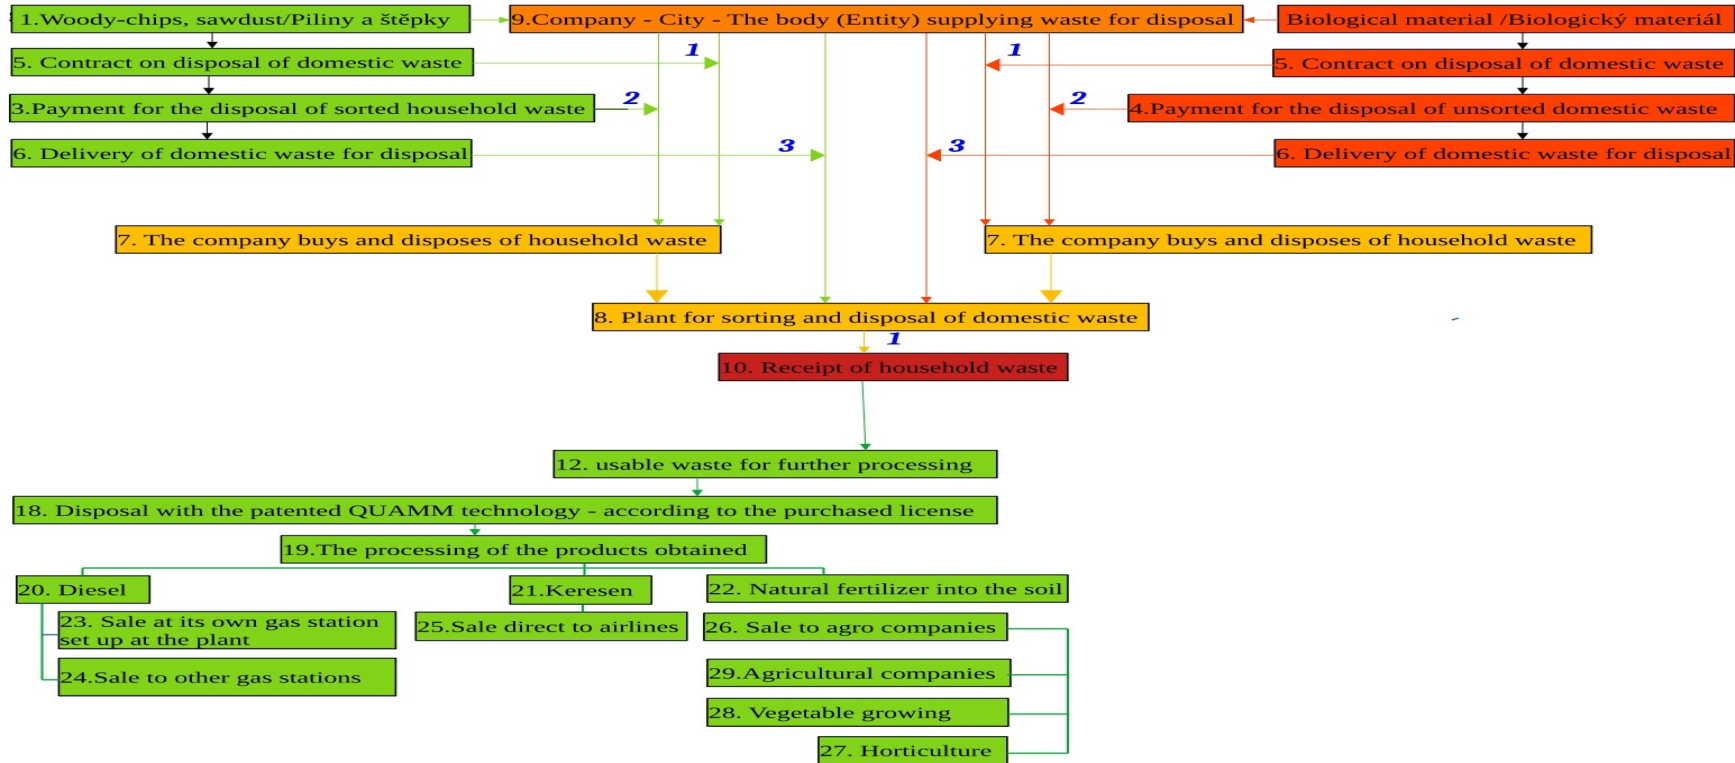 1.Woody-chips, sawdust/Piliny a štěpky
9.Company - City - The body (Entity) supplying waste for disposal
Biological material /Biologický materiál
5. Contract on disposal of domestic waste
1
1
5. Contract on disposal of domestic waste
3.Payment for the disposal of sorted household waste
2
2
4.Payment for the disposal of unsorted domestic waste
6. Delivery of domestic waste for disposal
3
3
6. Delivery of domestic waste for disposal
7. The company buys and disposes of household waste
7. The company buys and disposes of household waste
8. Plant for sorting and disposal of domestic waste
1
10. Receipt of household waste
12. usable waste for further processing
18. Disposal with the patented QUAMM technology - according to the purchased license
19.The processing of the products obtained
20. Diesel
21.Keresen
22. Natural fertilizer into the soil
23. Sale at its own gas station
set up at the plant
25.Sale direct to airlines
26. Sale to agro companies
24.Sale to other gas stations
29.Agricultural companies
28. Vegetable growing
27. Horticulture